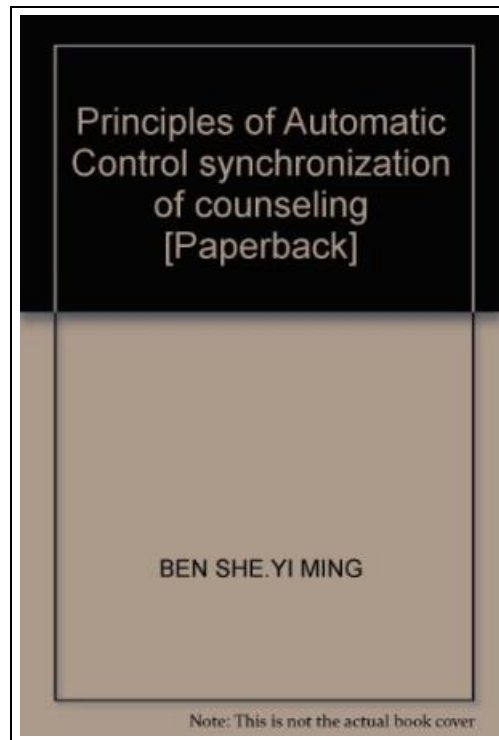 Principles of Automatic
Control synchronization
of counseling
[Paperback]
BEN SHE.YI MING
Note: This is not the actual book cover